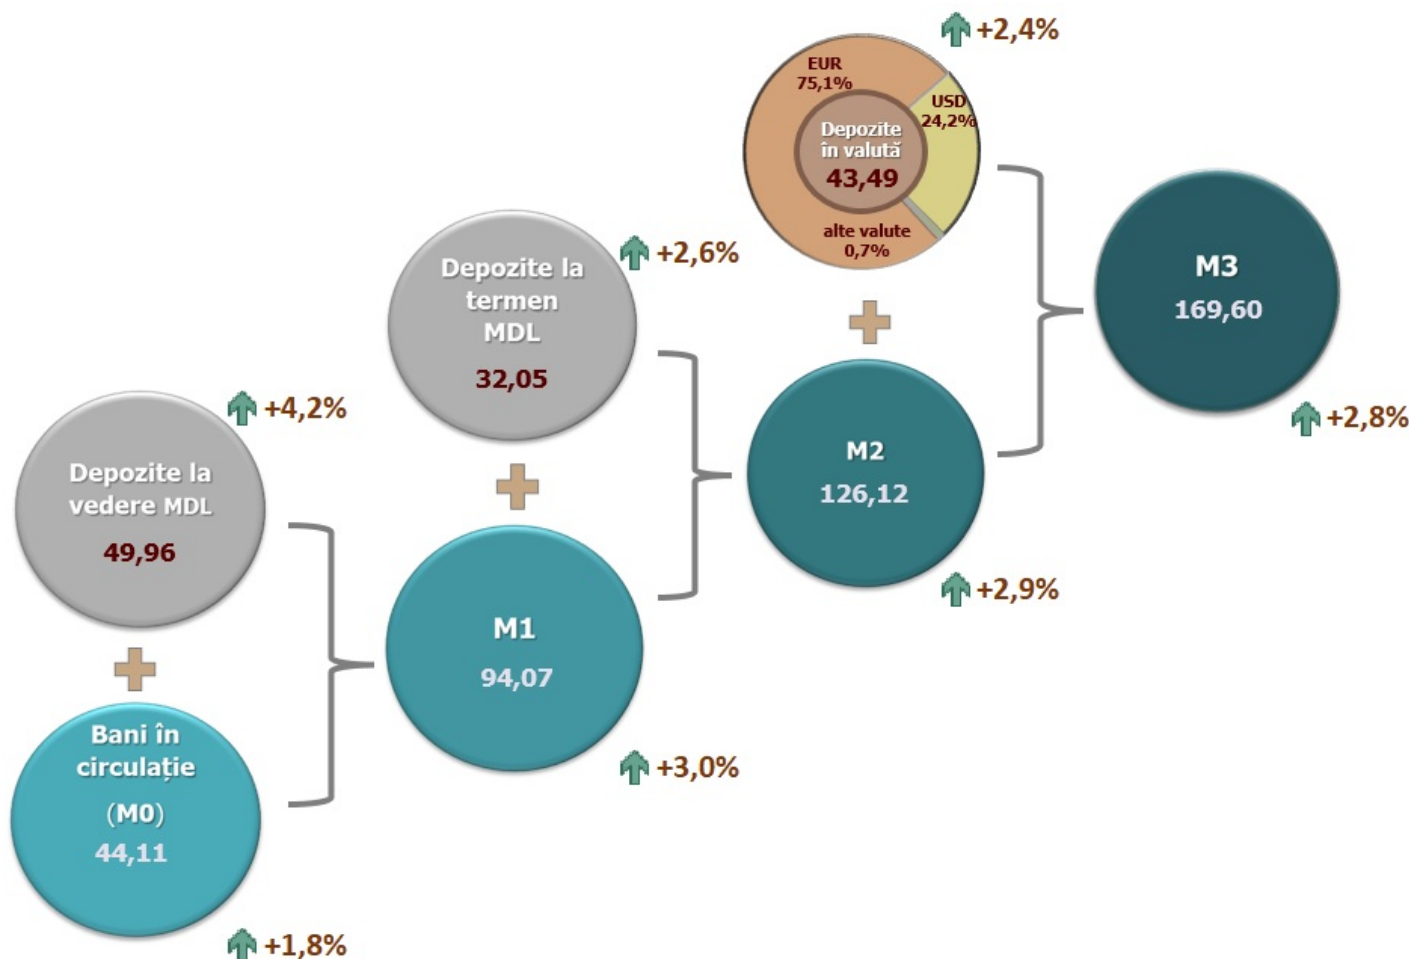 Depozite la
vedere MDL
49,96
+4,2%
Bani în
circulație
(M0)
44,11
+1,8%
Depozite la
termen
MDL
32,05
+2,6%
M1
94,07
+3,0%
EUR
75,1%
USD
24,2%
alte valute
0,7%
Depozite
în valută
43,49
+2,4%
M2
126,12
+2,9%
M3
169,60
+2,8%